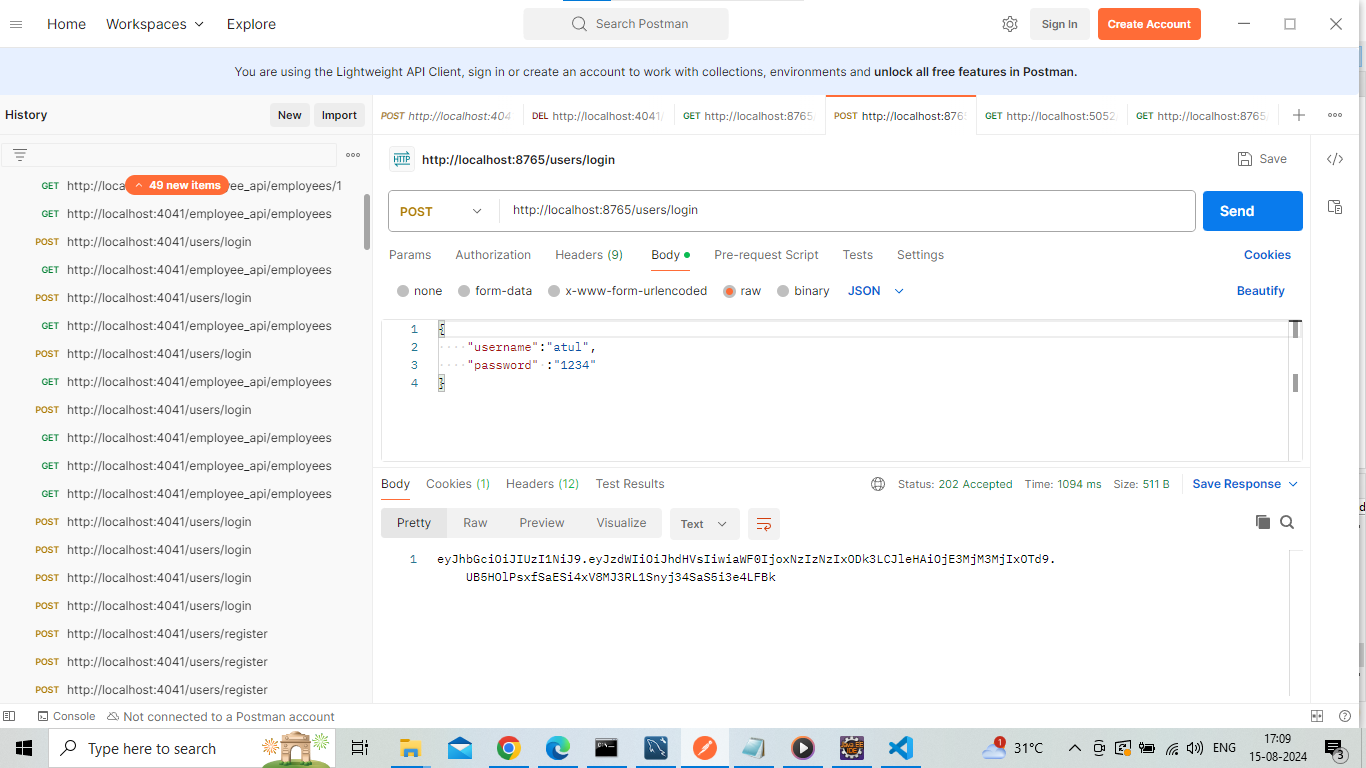 Home Workspaces Explore Search Postman Sign In Create Account
You are using the Lightweight API Client, sign in or create an account to work with collections, environments and unlock all free features in Postman.
History New Import
POST http://localhost:404 DEL http://localhost:4041/ GET http://localhost:8765 POST http://localhost:876 GET http://localhost:5052 GET http://localhost:8765
HTTP http://localhost:8765/users/login Save
49 new items
GET http://loca ee_api/employees/1
GET http://localhost:4041/employee_api/employees
POST http://localhost:4041/users/login
GET http://localhost:4041/employee_api/employees
POST http://localhost:4041/users/login
GET http://localhost:4041/employee_api/employees
POST http://localhost:4041/users/login
GET http://localhost:4041/employee_api/employees
POST http://localhost:4041/users/login
GET http://localhost:4041/employee_api/employees
GET http://localhost:4041/employee_api/employees
GET http://localhost:4041/employee_api/employees
POST http://localhost:4041/users/login
POST http://localhost:4041/users/login
POST http://localhost:4041/users/login
POST http://localhost:4041/users/login
POST http://localhost:4041/users/register
POST http://localhost:4041/users/register
POST http://localhost:4041/users/register
POST http://localhost:8765/users/login Send
Params Authorization Headers (9) Body Pre-request Script Tests Settings Cookies
none form-data x-www-form-urlencoded raw binary JSON Beautify
1 {
2 "username":"atul",
3 "password" :"1234"
4 }
Body Cookies (1) Headers (12) Test Results Status: 202 Accepted Time: 1094 ms Size: 511 B Save Response
Pretty Raw Preview Visualize Text
1 eyJhbGciOiJIUzI1NiJ9.eyJzdWIiOiJhdHVsIiwiaWF0IjoxNzIzNzIxODk3LCJleHAiOjE3MjM3MjIxOTd9.
UB5HOlPsxfSaESi4xV8MJ3RL1Snyj34SaS5i3e4LFBk
Console Not connected to a Postman account
Type here to search 1 31°C ENG 17:09
15-08-2024 3